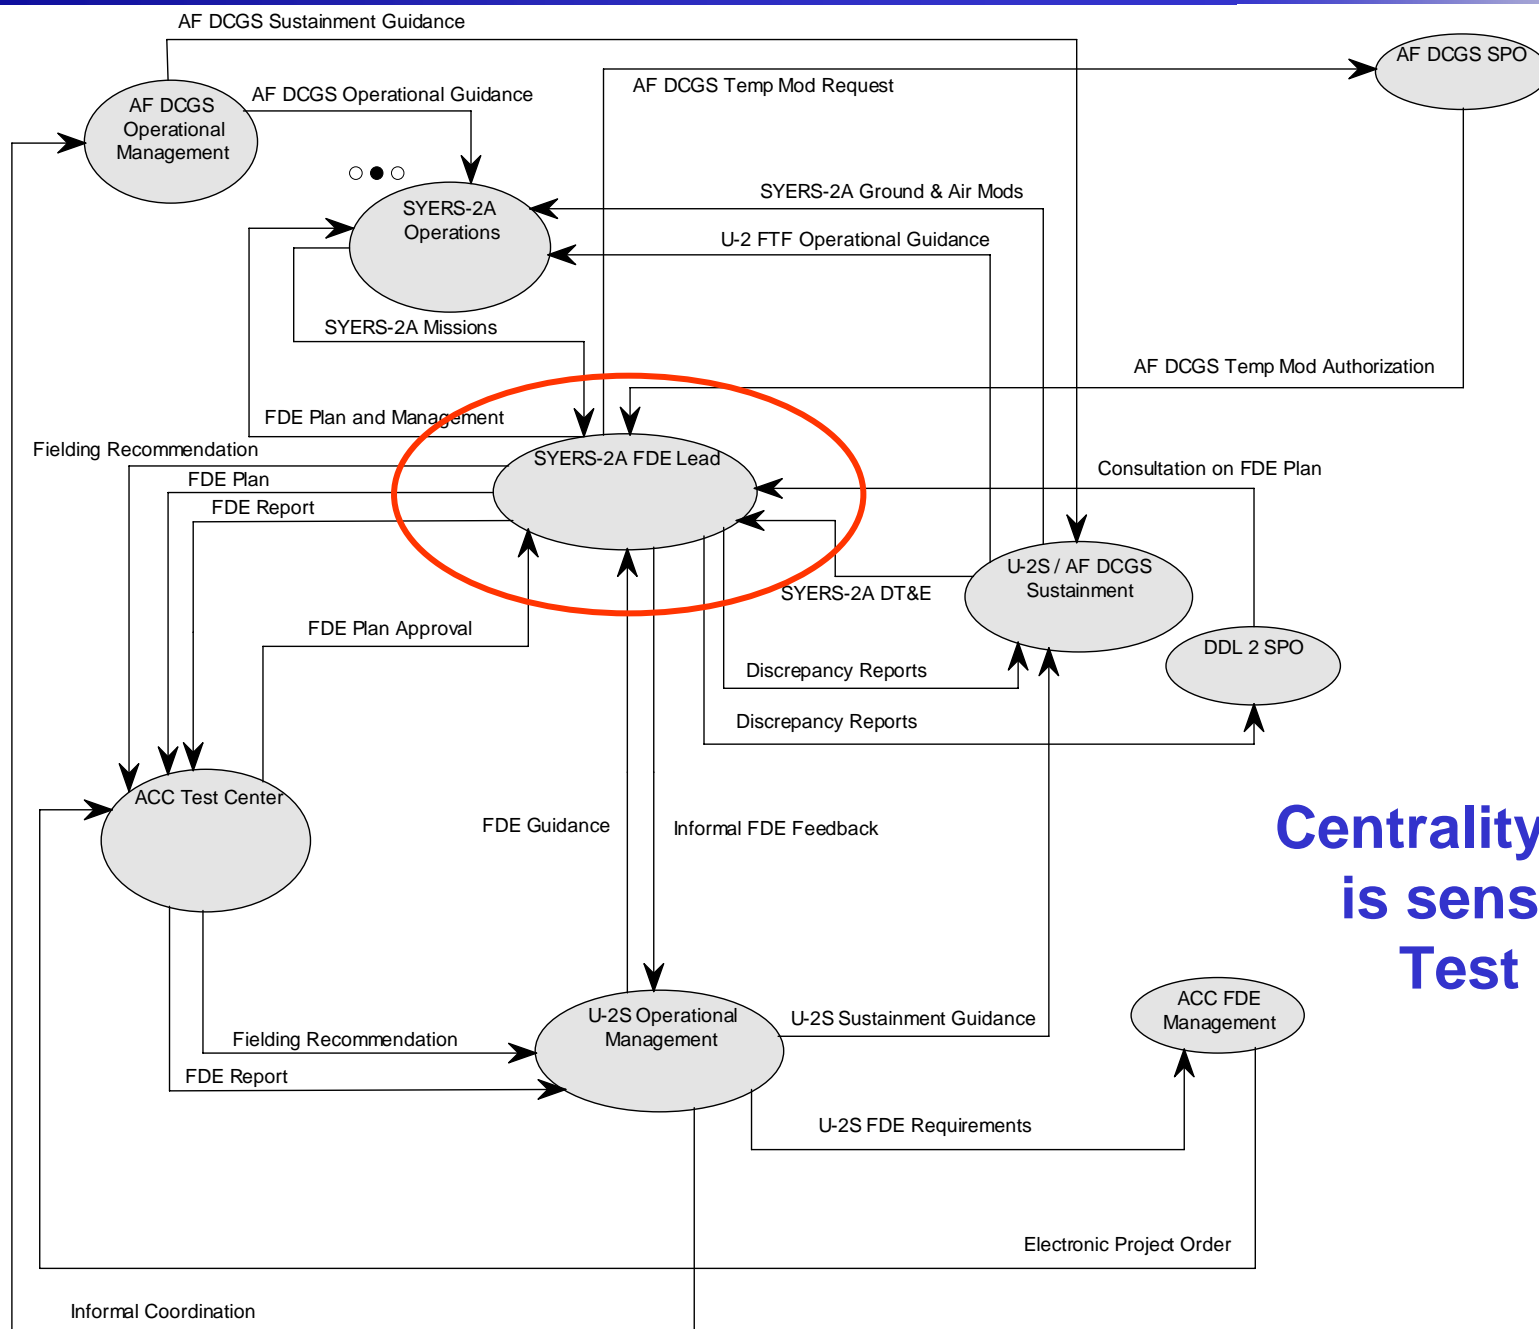 AF DCGS Sustainment Guidance
AF DCGS SPO
AF DCGS Temp Mod Request
AF DCGS Operational Guidance
AF DCGS
Operational
Management
SYERS-2A Ground & Air Mods
SYERS-2A
Operations
U-2 FTF Operational Guidance
SYERS-2A Missions
AF DCGS Temp Mod Authorization
FDE Plan and Management
Fielding Recommendation
SYERS-2A FDE Lead
Consultation on FDE Plan
FDE Plan
FDE Report
U-2S / AF DCGS
Sustainment
SYERS-2A DT&E
FDE Plan Approval
DDL 2 SPO
Discrepancy Reports
Discrepancy Reports
ACC Test Center
FDE Guidance
Informal FDE Feedback
Centrality
is sens
Test
ACC FDE
Management
U-2S Operational
Management
U-2S Sustainment Guidance
Fielding Recommendation
FDE Report
U-2S FDE Requirements
Electronic Project Order
Informal Coordination